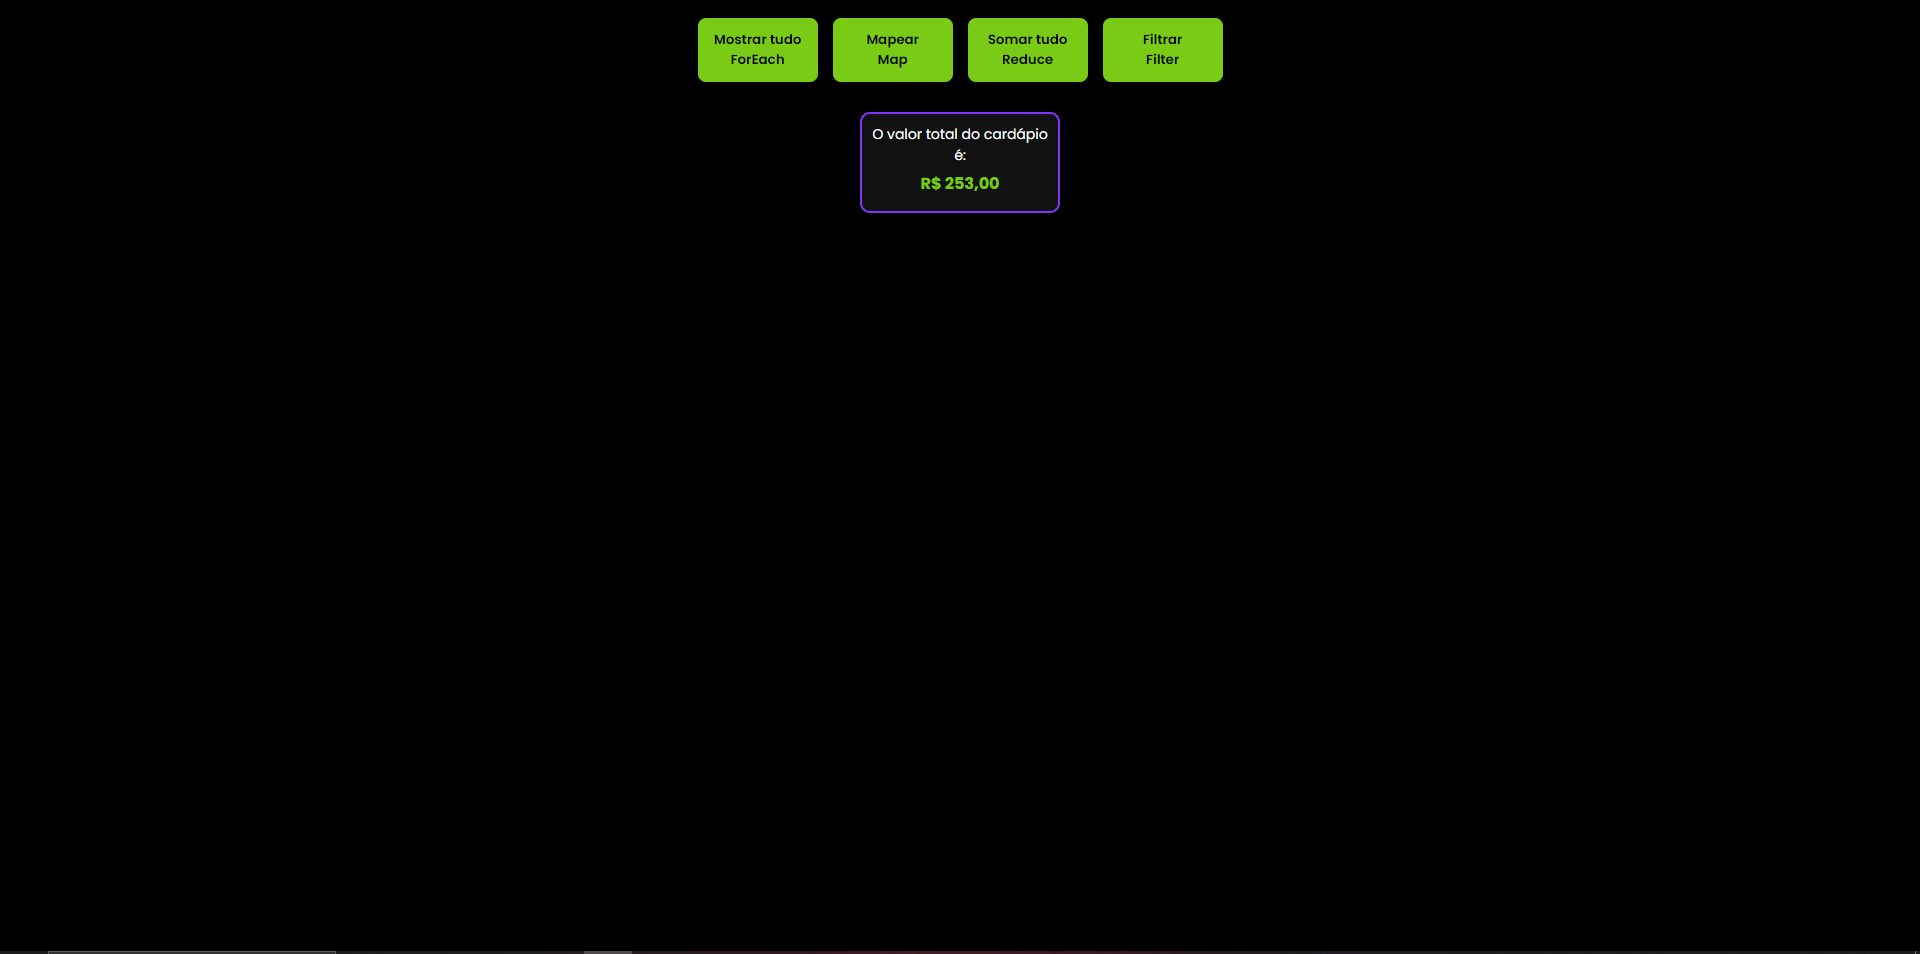 Mostrar tudo
ForEach
Mapear
Map
Somar tudo
Reduce
Filtrar
Filter
O valor total do cardápio
é:
R$ 253,00